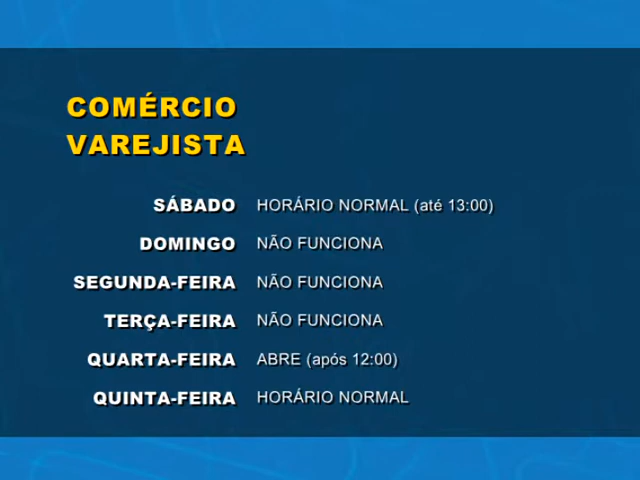 COMÉRCIO
VAREJISTA
SÁBADO HORÁRIO NORMAL (até 13:00)
DOMINGO NÃO FUNCIONA
SEGUNDA-FEIRA NÃO FUNCIONA
TERÇA-FEIRA NÃO FUNCIONA
QUARTA-FEIRA ABRE (após 12:00)
QUINTA-FEIRA HORÁRIO NORMAL